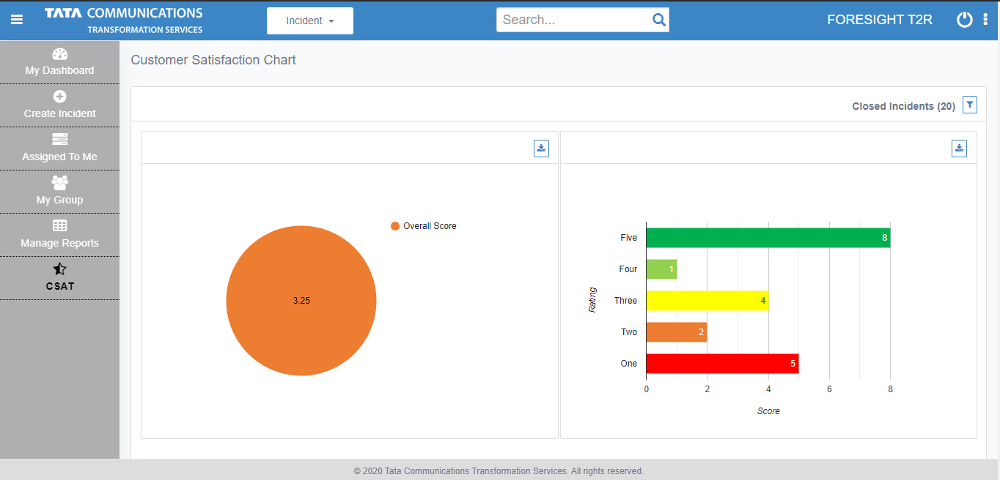 TATA COMMUNICATIONS
TRANSFORMATION SERVICES
Incident
Search...
FORESIGHT T2R
My Dashboard
Create Incident
Assigned To Me
My Group
Manage Reports
CSAT
Customer Satisfaction Chart
Closed Incidents (20)
Overall Score
3.25
Rating
Five 8
Four 1
Three 4
Two 2
One 5
0 2 4 6 8
Score
© 2020 Tata Communications Transformation Services. All rights reserved.